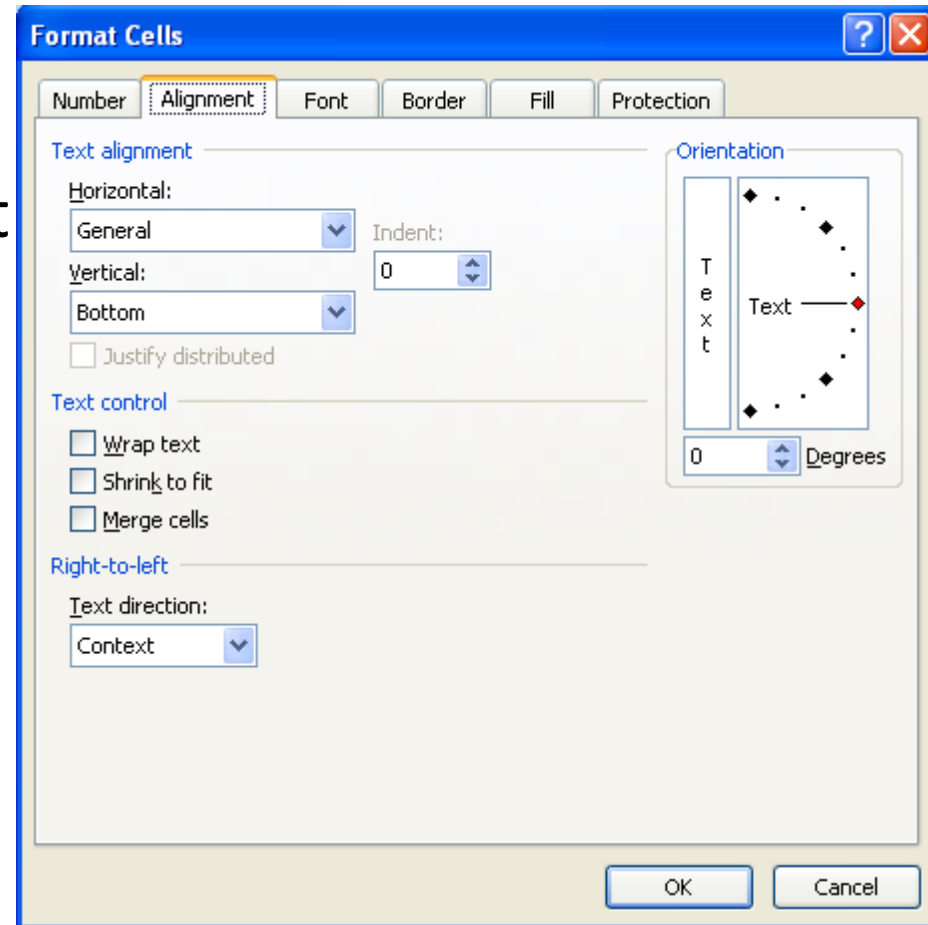 Format Cells
Number Alignment Font Border Fill Protection
Text alignment
Horizontal:
General
Indent:
Vertical:
0
Bottom
Justify distributed
Text control
Wrap text
Shrink to fit
Merge cells
Right-to-left
Text direction:
Context
Orientation
T
e
x
t
Text
0 Degrees
OK Cancel
t